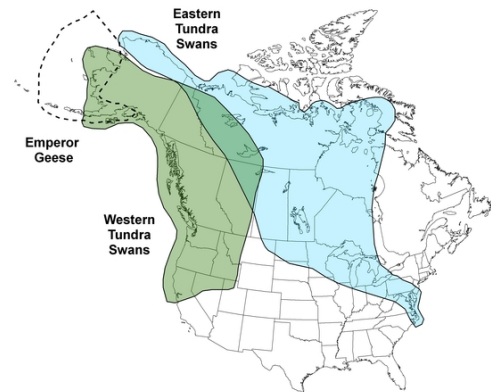 Eastern
Tundra
Swans
Emperor
Geese
Western
Tundra
Swans